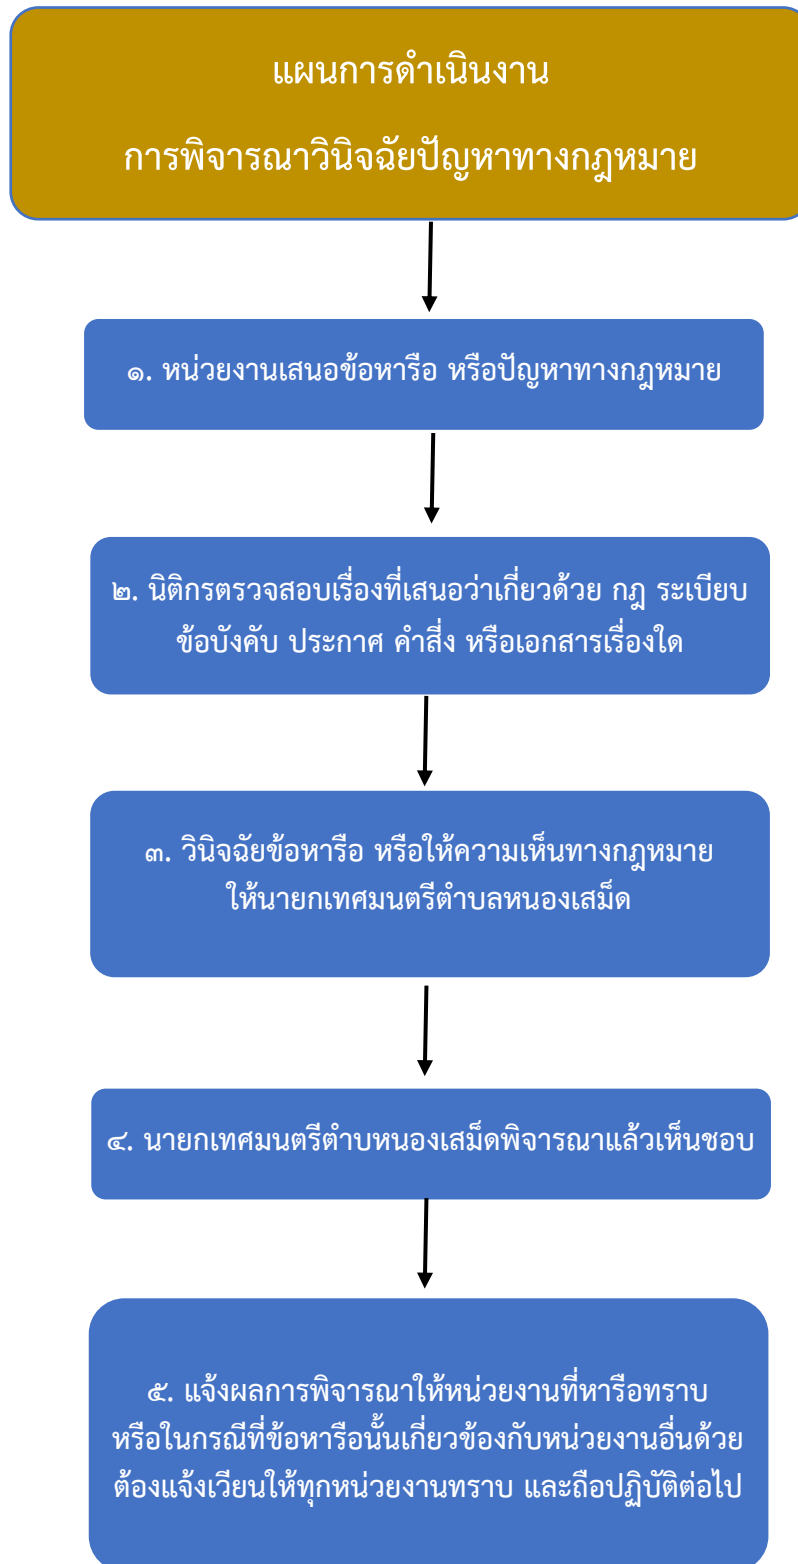 แผนการดำเนินงาน
การพิจารณาวินิจฉัยปัญหาทางกฎหมาย
๑. หน่วยงานเสนอข้อหารือ หรือปัญหาทางกฎหมาย
๒. นิติกรตรวจสอบเรื่องที่เสนอว่าเกี่ยวด้วย กฎ ระเบียบ
ข้อบังคับ ประกาศ คำสั่ง หรือเอกสารเรื่องใด
๓. วินิจฉัยข้อหารือ หรือให้ความเห็นทางกฎหมาย
ให้นายกเทศมนตรีตำบลหนองเสม็ด
๔. นายกเทศมนตรีตำบหนองเสม็ดพิจารณาแล้วเห็นชอบ
๕. แจ้งผลการพิจารณาให้หน่วยงานที่หารือทราบ
หรือในกรณีที่ข้อหารือนั้นเกี่ยวข้องกับหน่วยงานอื่นด้วย
ต้องแจ้งเวียนให้ทุกหน่วยงานทราบ และถือปฏิบัติต่อไป